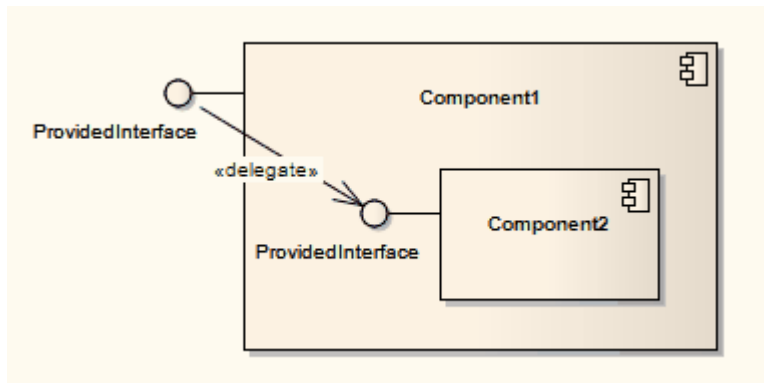 Component1
ProvidedInterface
«delegate»
Component2
ProvidedInterface